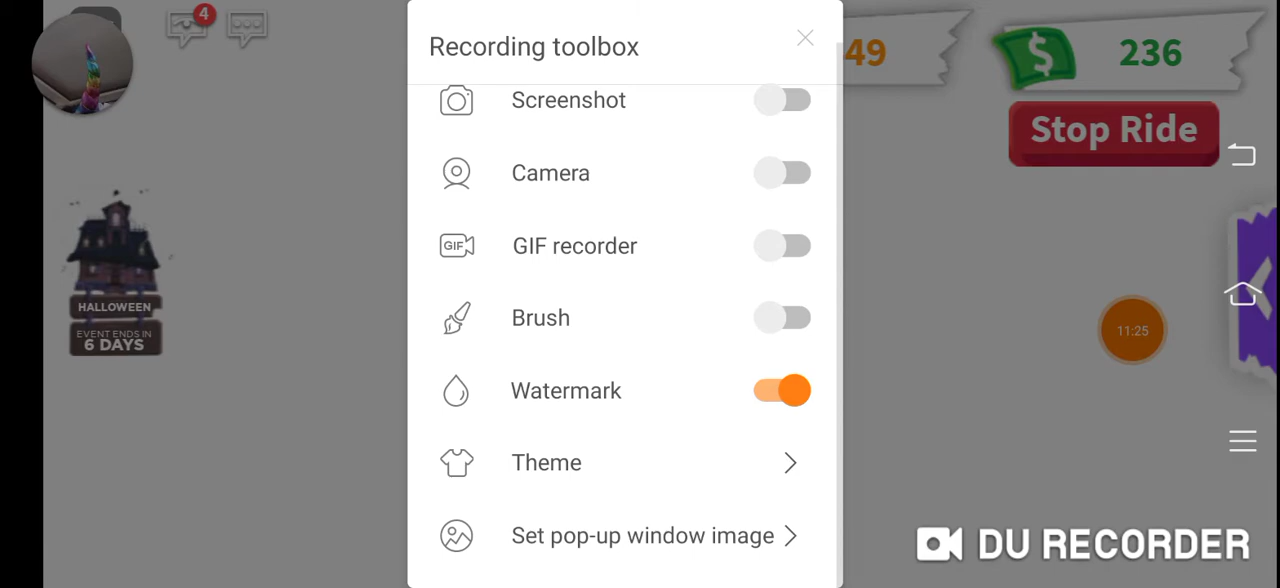 4
49
$ 236
Stop Ride
Recording toolbox
Screenshot
Camera
GIF GIF recorder
Brush
Watermark
Theme
Set pop-up window image
HALLOWEEN
EVENT ENDS IN
6 DAYS
11:25
DU RECORDER